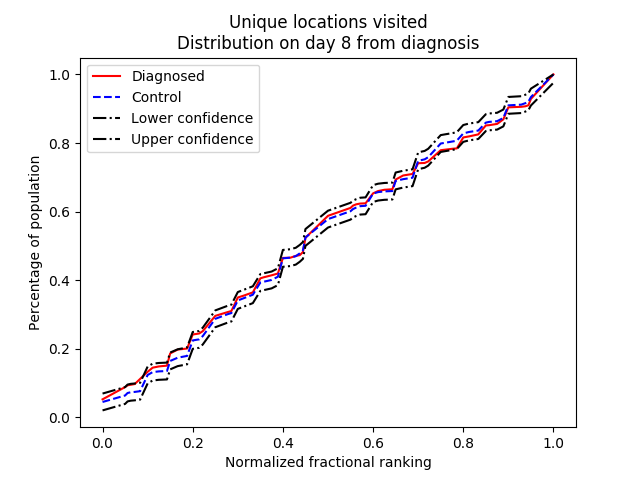 Unique locations visited
Distribution on day 8 from diagnosis
Diagnosed
Control
Lower confidence
Upper confidence
Percentage of population
1.0
0.8
0.6
0.4
0.2
0.0
0.0 0.2 0.4 0.6 0.8 1.0
Normalized fractional ranking